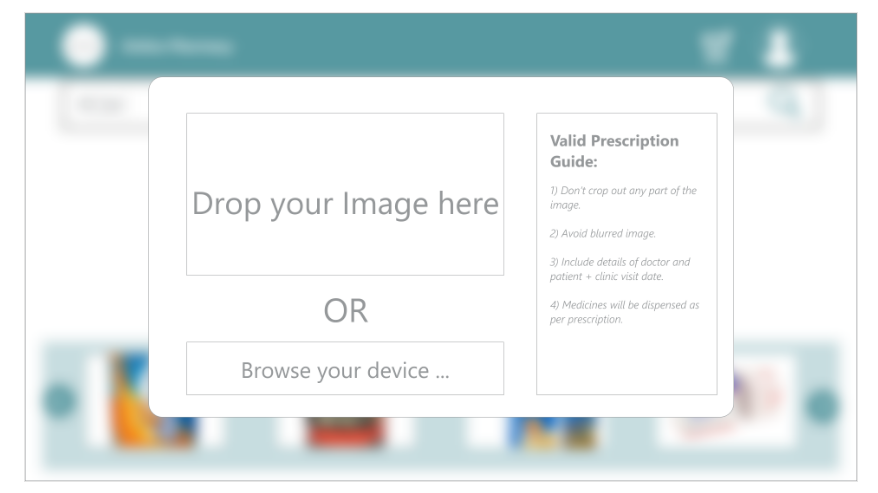 Drop your Image here
OR
Browse your device ...
Valid Prescription
Guide:
1) Don't crop out any part of the
image.
2) Avoid blurred image.
3) Include details of doctor and
patient + clinic visit date.
4) Medicines will be dispensed as
per prescription.